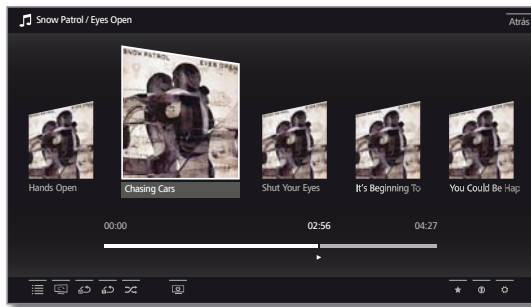 Snow Patrol / Eyes Open
Atrás
SNOW PATROL EYES OPEN
Hands Open
Chasing Cars
Shut Your Eyes
It's Beginning To
You Could Be Hap
00:00
02:56
04:27